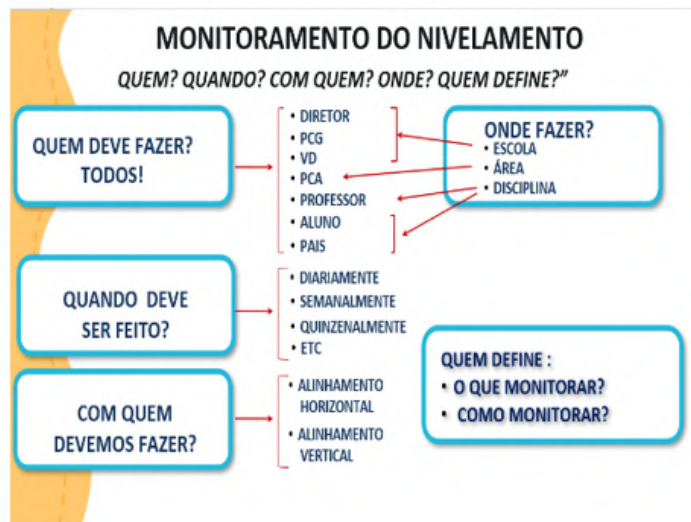 MONITORAMENTO DO NIVELAMENTO
QUEM? QUANDO? COM QUEM? ONDE? QUEM DEFINE?”
QUEM DEVE FAZER?
TODOS!
• DIRETOR
• PCG
• VD
• PCA
• PROFESSOR
• ALUNO
• PAIS
ONDE FAZER?
• ESCOLA
• ÁREA
• DISCIPLINA
QUANDO DEVE
SER FEITO?
• DIARIAMENTE
• SEMANALMENTE
• QUINZENALMENTE
• ETC
QUEM DEFINE :
• O QUE MONITORAR?
• COMO MONITORAR?
COM QUEM
DEVEMOS FAZER?
• ALINHAMENTO
HORIZONTAL
• ALINHAMENTO
VERTICAL